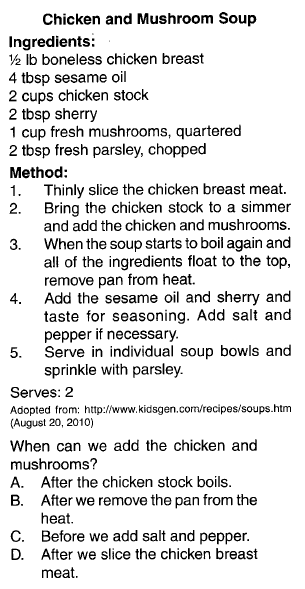 Chicken and Mushroom Soup
Ingredients:
½ lb boneless chicken breast
4 tbsp sesame oil
2 cups chicken stock
2 tbsp sherry
1 cup fresh mushrooms, quartered
2 tbsp fresh parsley, chopped
Method:
1. Thinly slice the chicken breast meat.
2. Bring the chicken stock to a simmer
and add the chicken and mushrooms.
3. When the soup starts to boil again and
all of the ingredients float to the top,
remove pan from heat.
4. Add the sesame oil and sherry and
taste for seasoning. Add salt and
pepper if necessary.
5. Serve in individual soup bowls and
sprinkle with parsley.
Serves: 2
Adopted from: http://www.kidsgen.com/recipes/soups.htm
(August 20, 2010)
When can we add the chicken and
mushrooms?
A. After the chicken stock boils.
B. After we remove the pan from the
heat.
C. Before we add salt and pepper.
D. After we slice the chicken breast
meat.